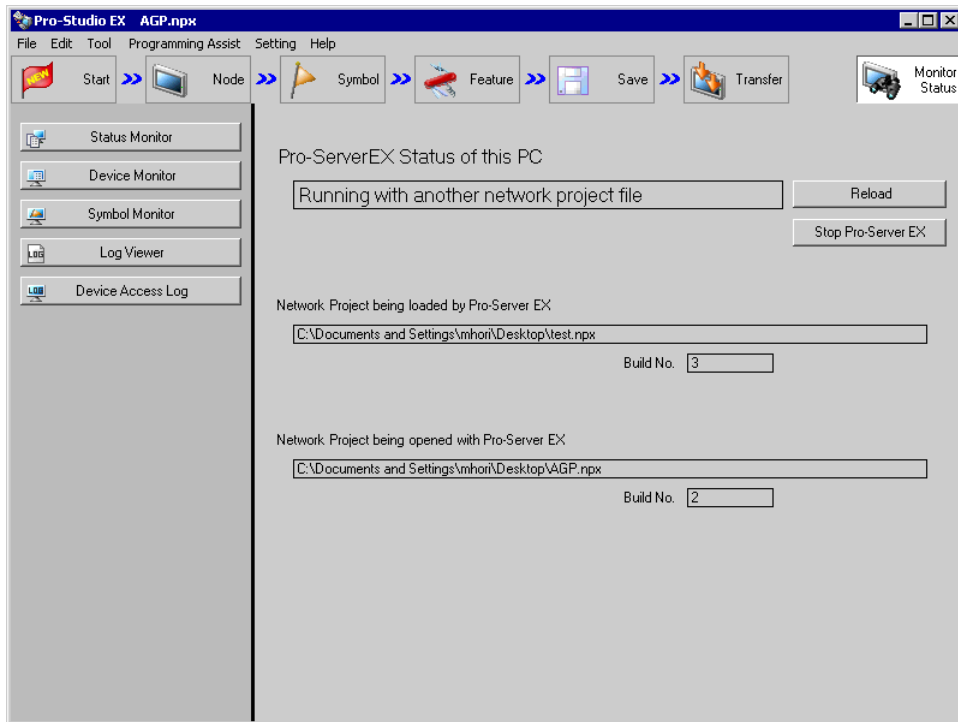 Pro-Studio EX AGP.npx
File Edit Tool Programming Assist Setting Help
NEW Start Node Symbol Feature Save Transfer Monitor Status
Status Monitor
Device Monitor
Symbol Monitor
LOG Log Viewer
LOG Device Access Log
Pro-ServerEX Status of this PC
Running with another network project file
Reload
Stop Pro-Server EX
Network Project being loaded by Pro-Server EX
C:\Documents and Settings\mhori\Desktop\test.npx
Build No. 3
Network Project being opened with Pro-Server EX
C:\Documents and Settings\mhori\Desktop\AGP.npx
Build No. 2